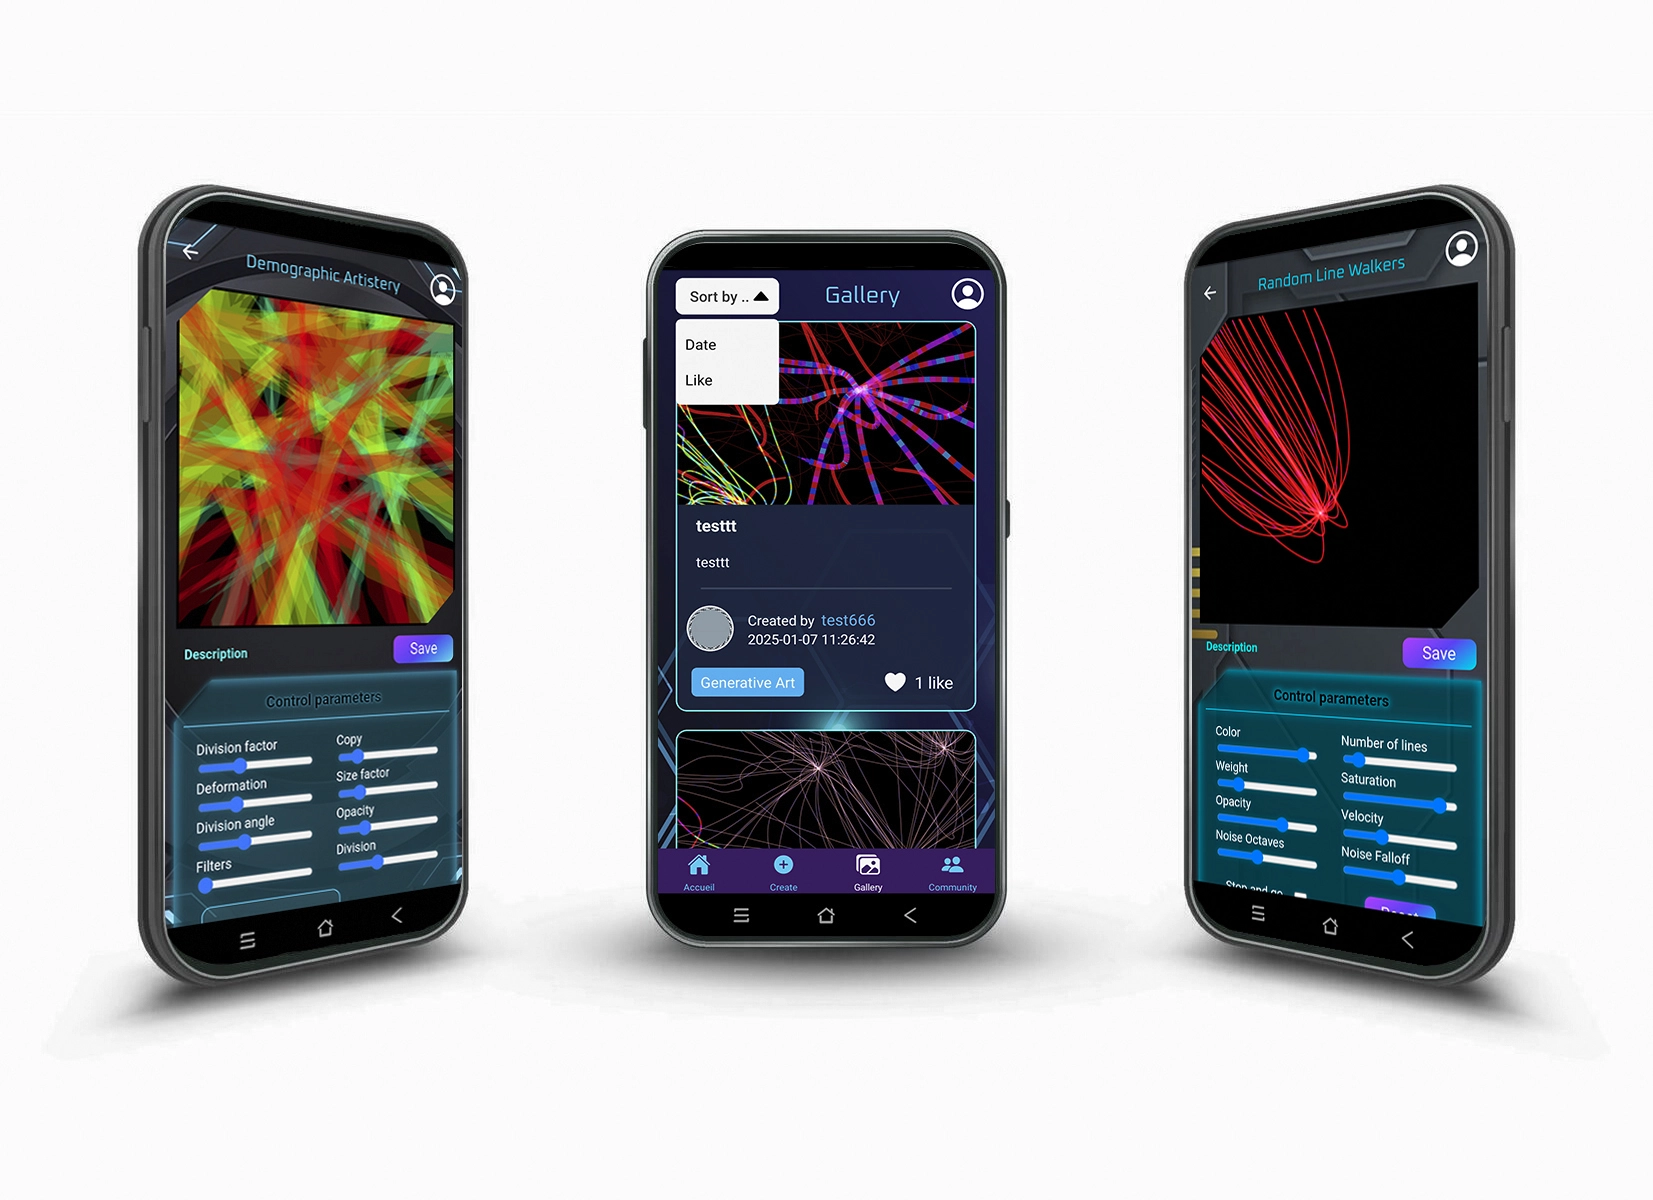 Demographic Artistery
Description
Save
Control parameters
Division factor
Copy
Deformation
Size factor
Division angle
Opacity
Filters
Division
Sort by ..
Gallery
Date
Like
testtt
testtt
Created by test666
2025-01-07 11:26:42
Generative Art
1 like
Accueil
Create
Gallery
Community
Random Line Walkers
Description
Save
Control parameters
Color
Number of lines
Weight
Saturation
Opacity
Velocity
Noise Octaves
Noise Falloff
Stop and go